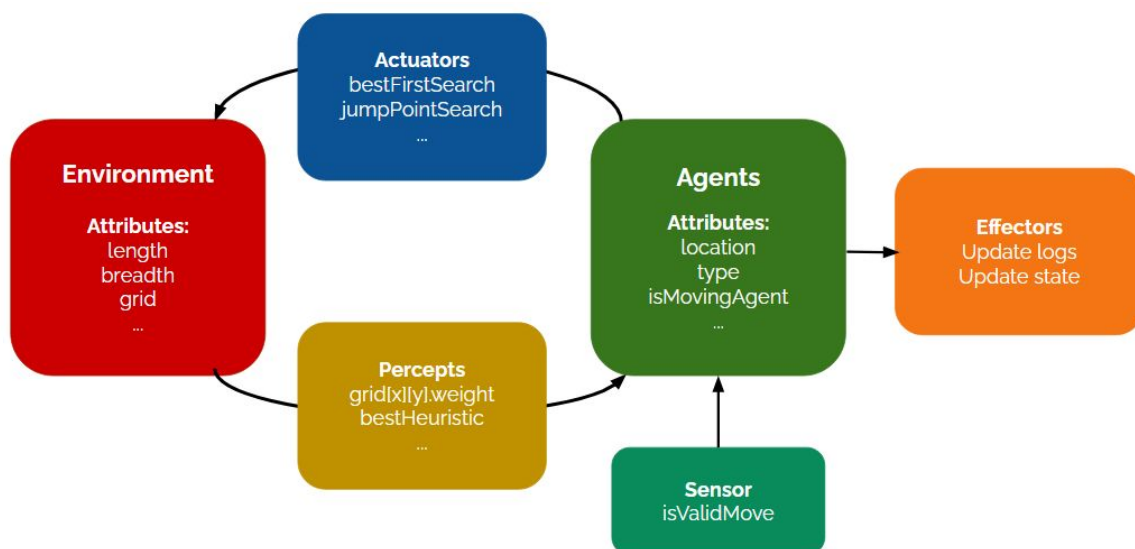 Actuators
bestFirstSearch
jumpPointSearch
...
Environment
Attributes:
length
breadth
grid
...
Agents
Attributes:
location
type
isMovingAgent
...
Effectors
Update logs
Update state
Percepts
grid[x][y].weight
bestHeuristic
...
Sensor
isValidMove